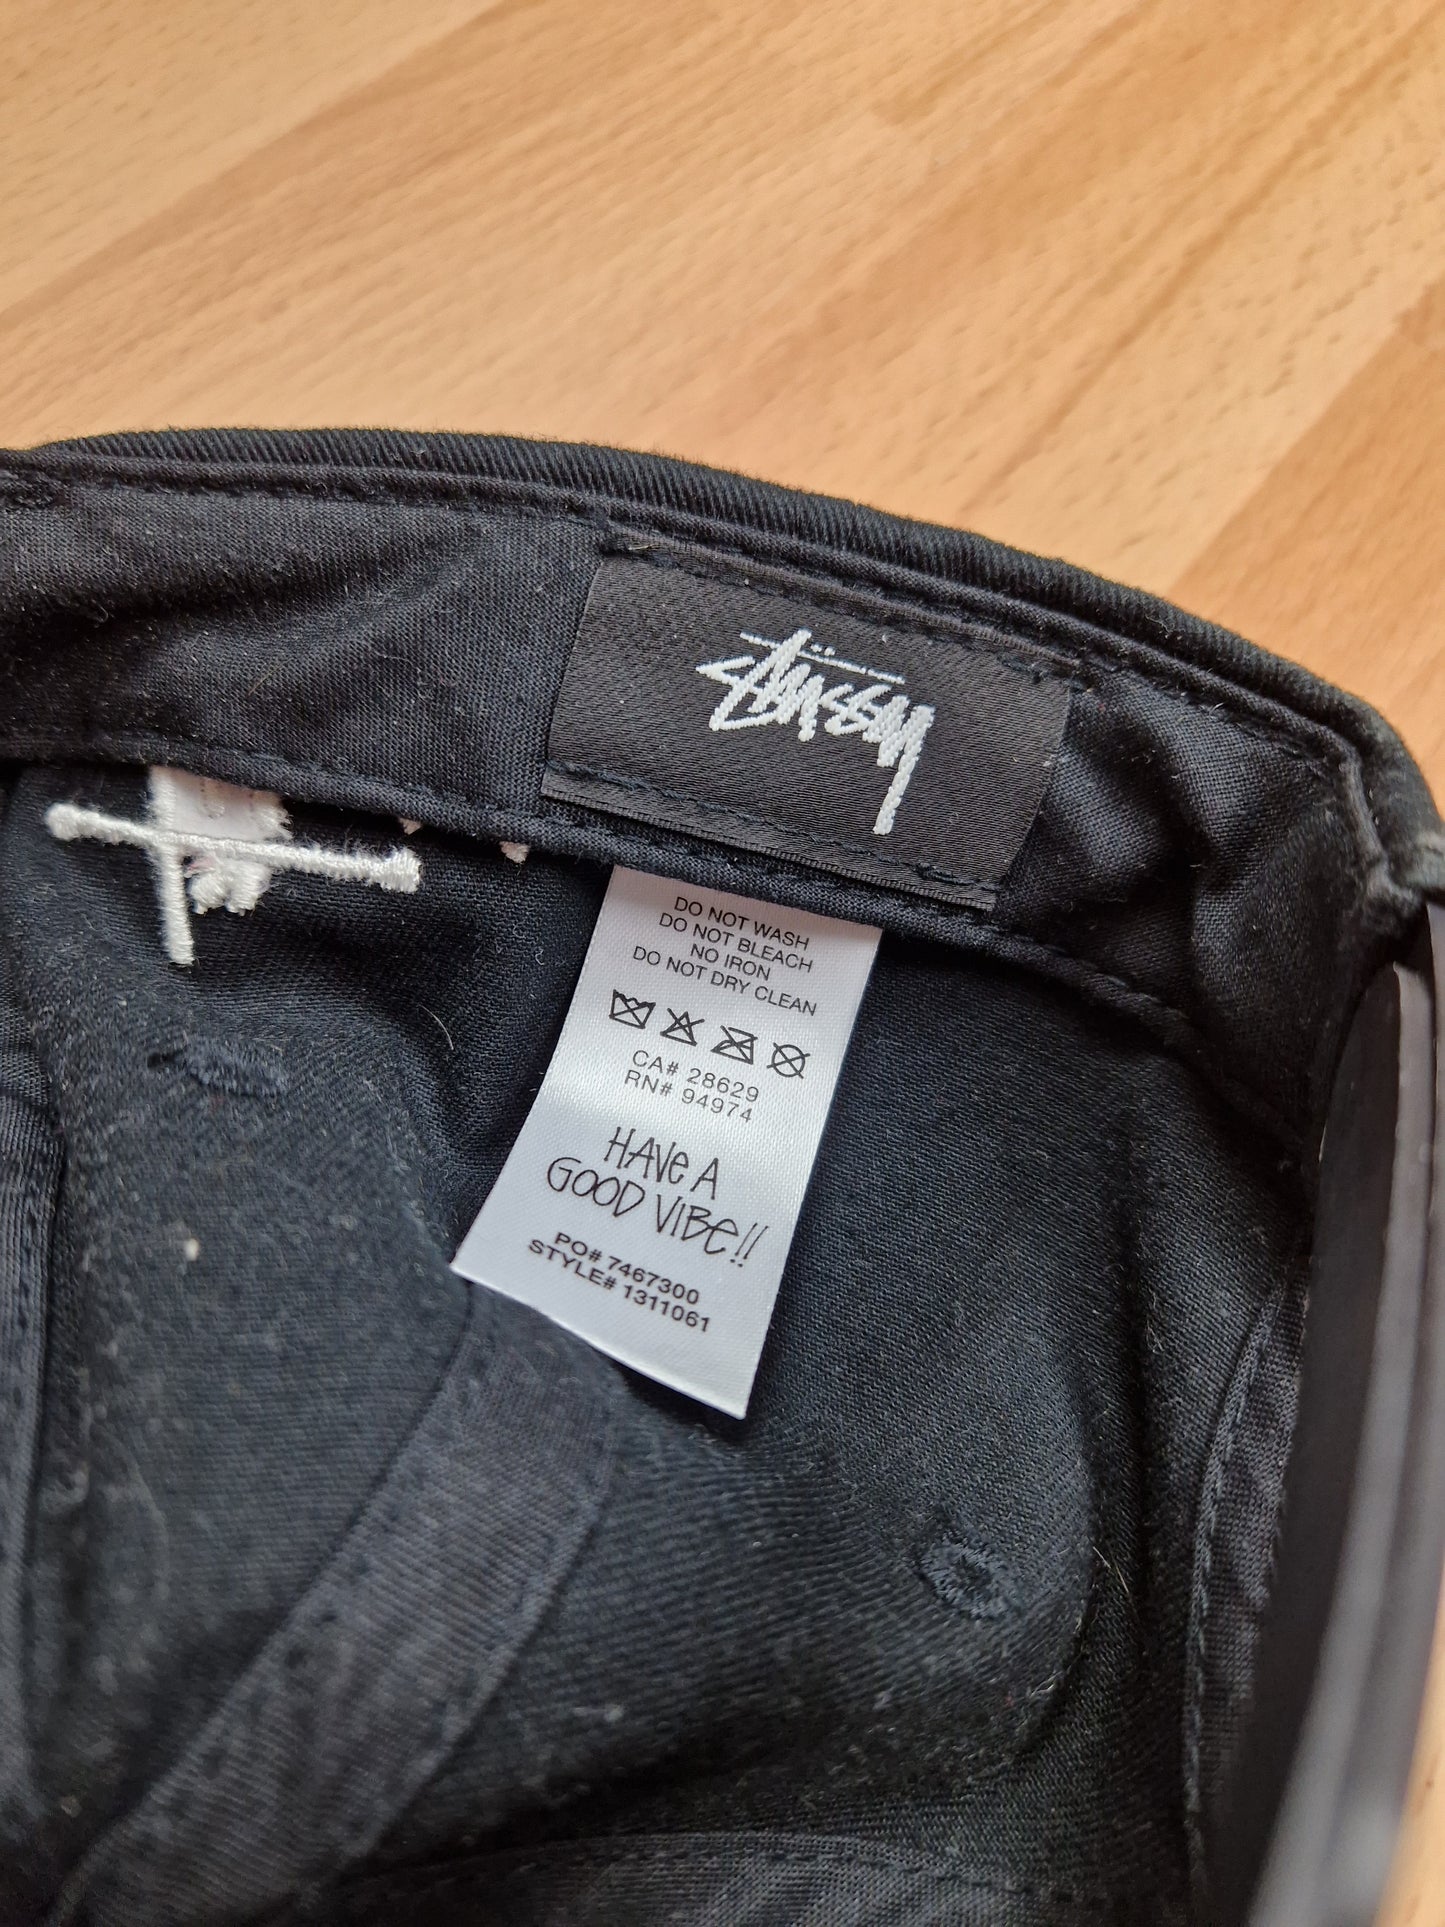 Stüssy
DO NOT WASH
DO NOT BLEACH
NO IRON
DO NOT DRY CLEAN
CA# 28629
RN# 94974
HAVE A
GOOD VIBE!!
PO# 7467300
STYLE# 1311061